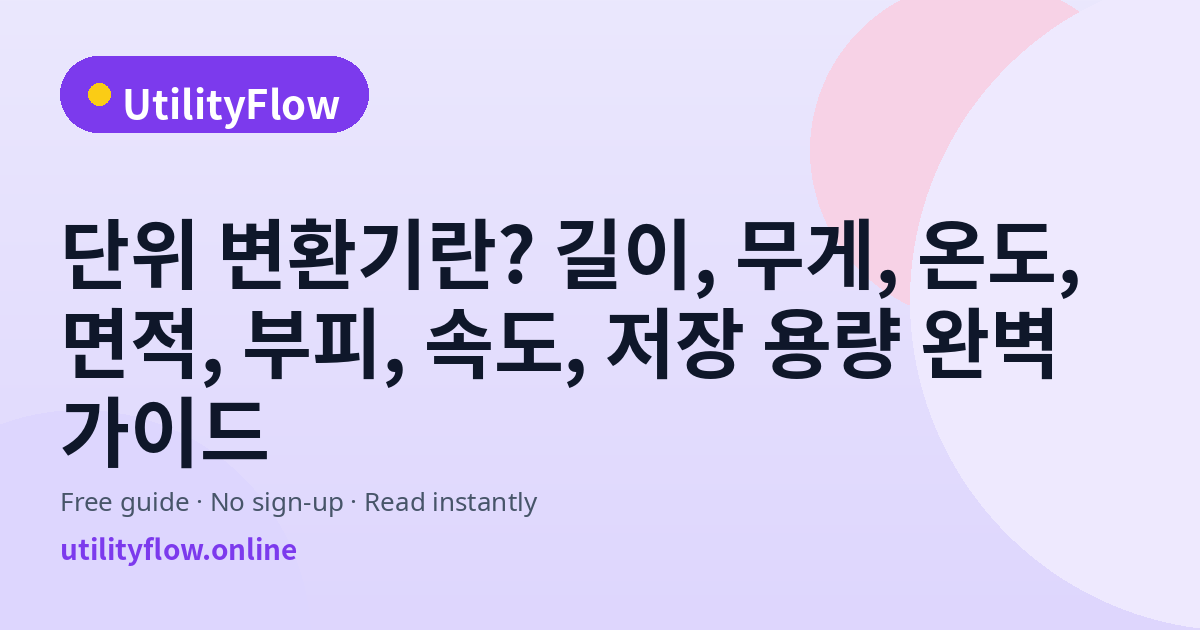 UtilityFlow
단위 변환기란? 길이, 무게, 온도,
면적, 부피, 속도, 저장 용량 완벽
가이드
Free guide · No sign-up · Read instantly
utilityflow.online